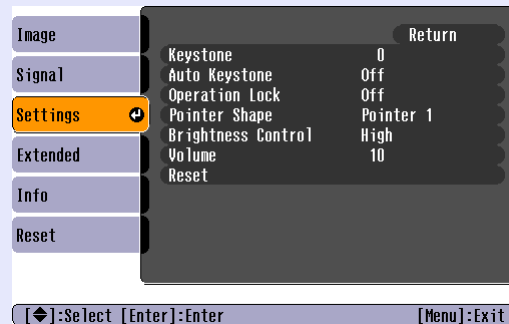 Image
Signal
Settings
Extended
Info
Reset
Return
Keystone 0
Auto Keystone Off
Operation Lock Off
Pointer Shape Pointer 1
Brightness Control High
Volume 10
Reset
[◆]:Select [Enter]:Enter [Menu]:Exit